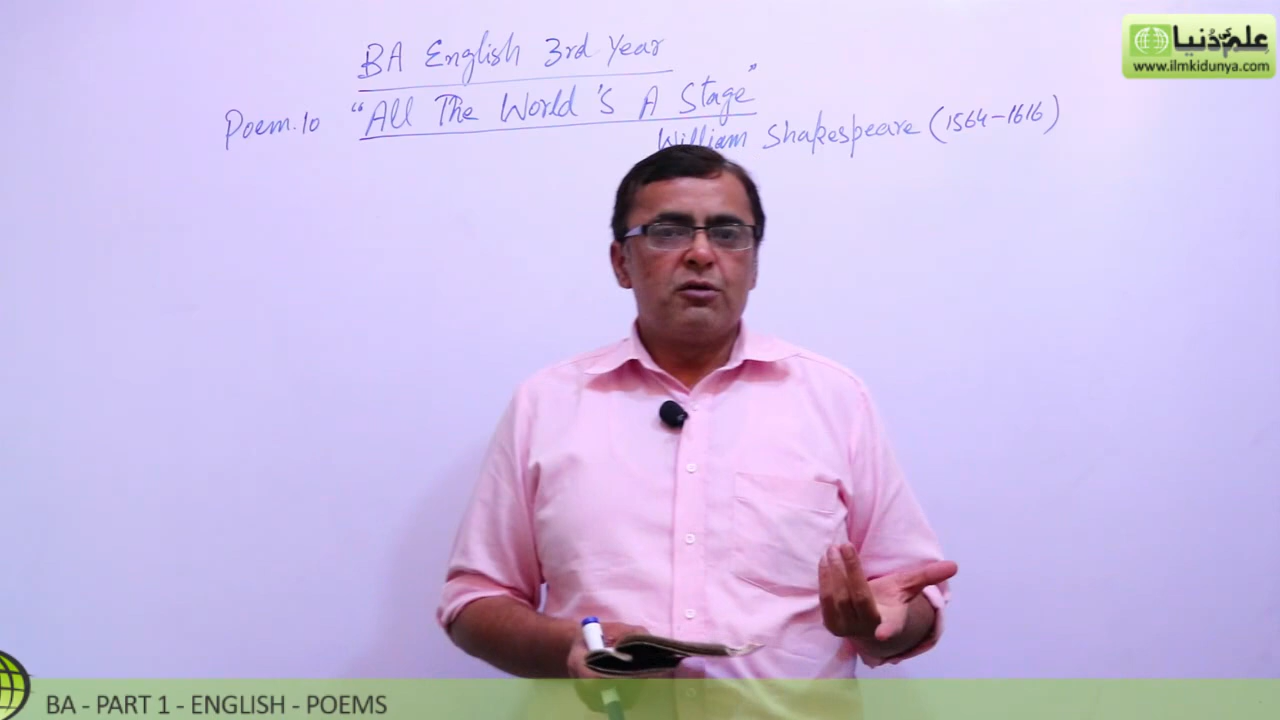 BA English 3rd Year
Poem.10 "All The World's A Stage"
William Shakespeare (1564-1616)
علم کی دُنیا
www.ilmkidunya.com
BA - PART 1 - ENGLISH - POEMS